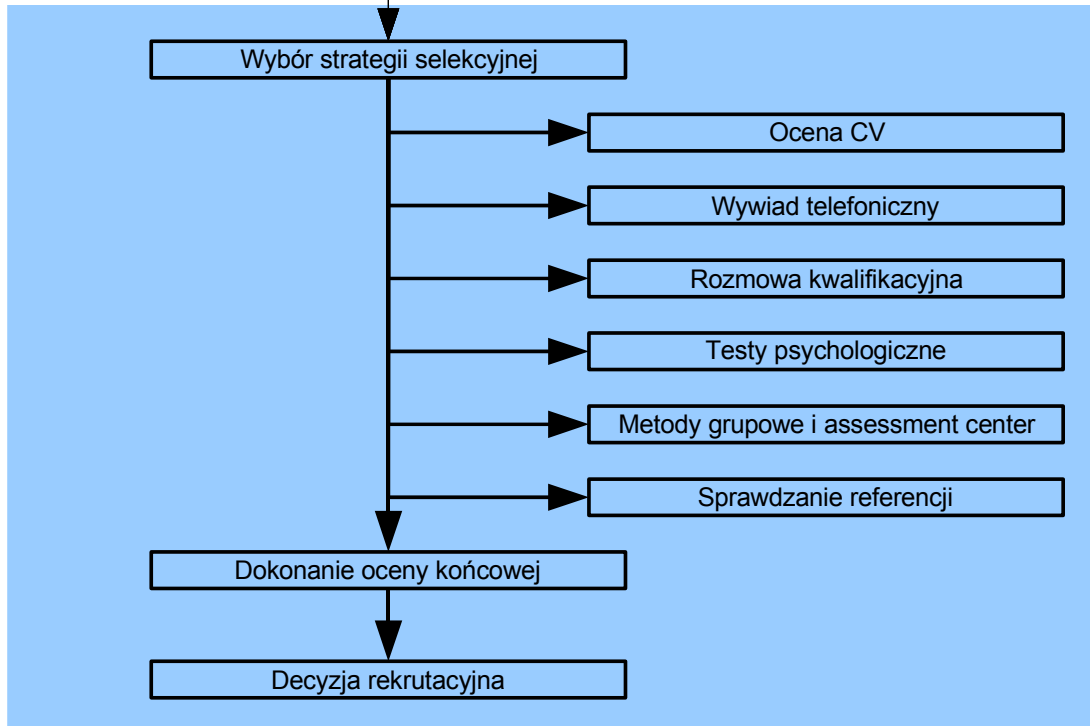 Wybór strategii selekcyjnej
Ocena CV
Wywiad telefoniczny
Rozmowa kwalifikacyjna
Testy psychologiczne
Metody grupowe i assessment center
Sprawdzanie referencji
Dokonanie oceny końcowej
Decyzja rekrutacyjna